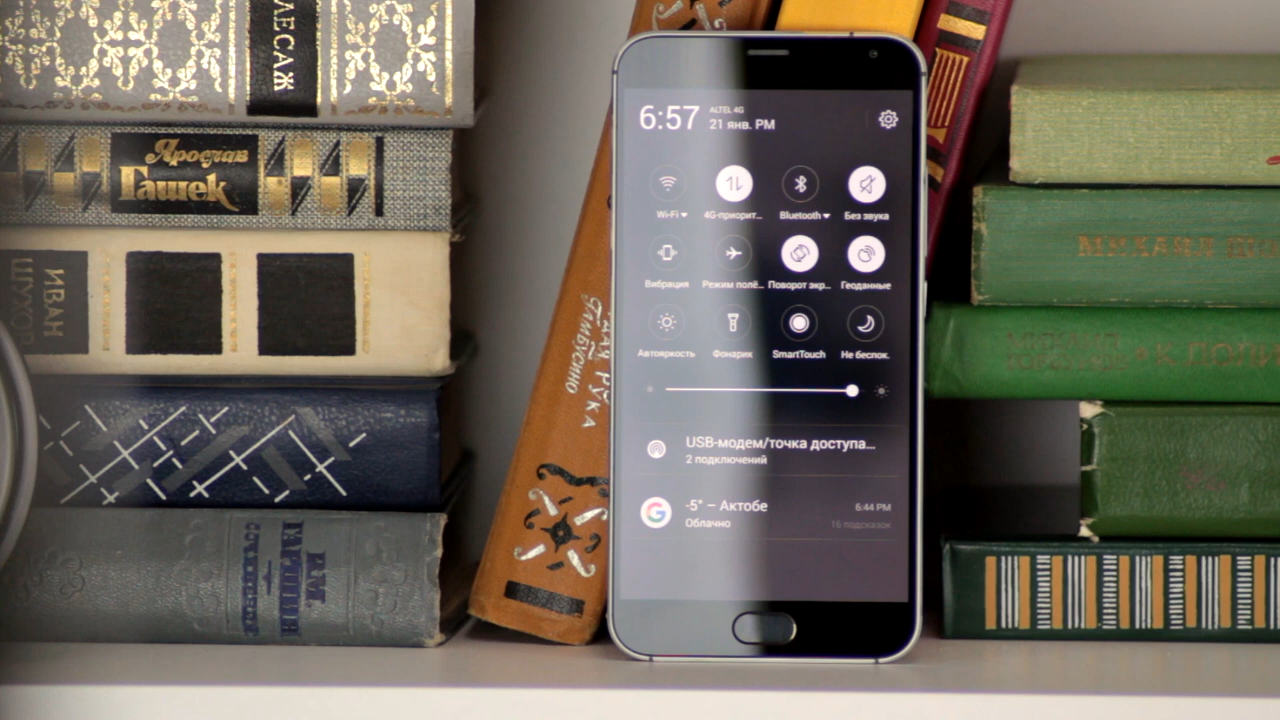 ЛЕСАЖ
Ярослав
Гашек
ИВАН
ШУХОВ
ГАМБУСИНО
РУКА
6:57
ALTEL 4G
21 янв. PM
Wi-Fi
4G-приорит...
Bluetooth
Без звука
Вибрация
Режим полё...
Поворот экр...
Геоданные
Автояркость
Фонарик
SmartTouch
Не беспок.
USB-модем/точка доступа...
2 подключений
-5° – Актобе
6:44 PM
Облачно
16 подсказок
МИХАИЛ